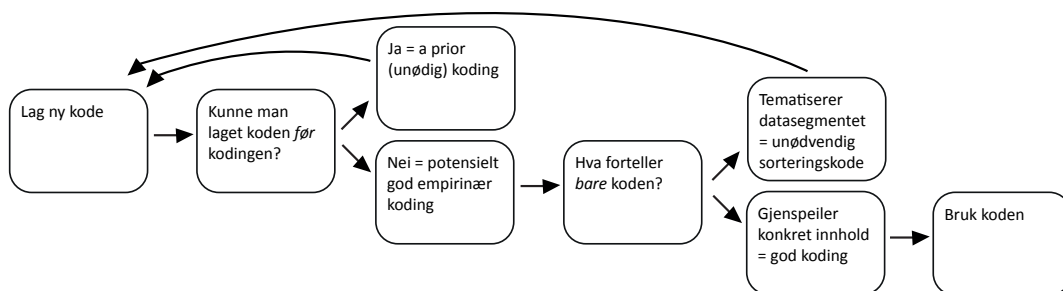 Lag ny kode
Kunne man
laget koden før
kodingen?
Ja = a prior
(unødig) koding
Nei = potensielt
god empirinær
koding
Hva forteller
bare koden?
Tematiserer
datasegmentet
= unødvendig
sorteringskode
Gjenspeiler
konkret innhold
= god koding
Bruk koden